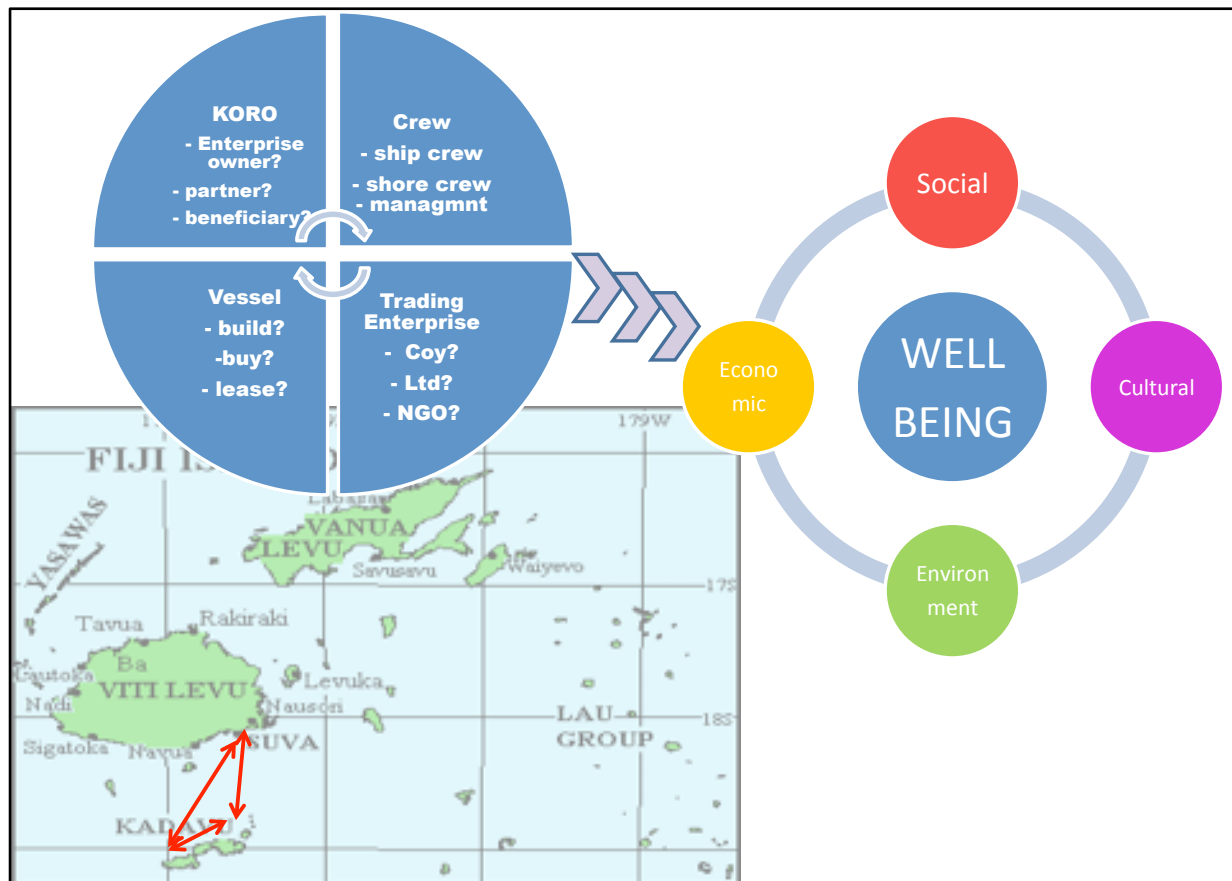 KORO
- Enterprise
owner?
- partner?
- beneficiary?
Crew
- ship crew
- shore crew
- managmnt
Vessel
- build?
-buy?
- lease?
Trading
Enterprise
- Coy?
- Ltd?
- NGO?
Social
Econo
mic
WELL
BEING
Cultural
Environ
ment
179W
FIJI
YASAWAS
VANUA
LEVU
Savusavu
Waiyevo
17S
Rakiraki
Tavua
Ba
Levuka
VITI LEVU
Nadi
Nausori
LAU
GROUP
18S
SUVA
Sigatoka
Navua
KADAVU